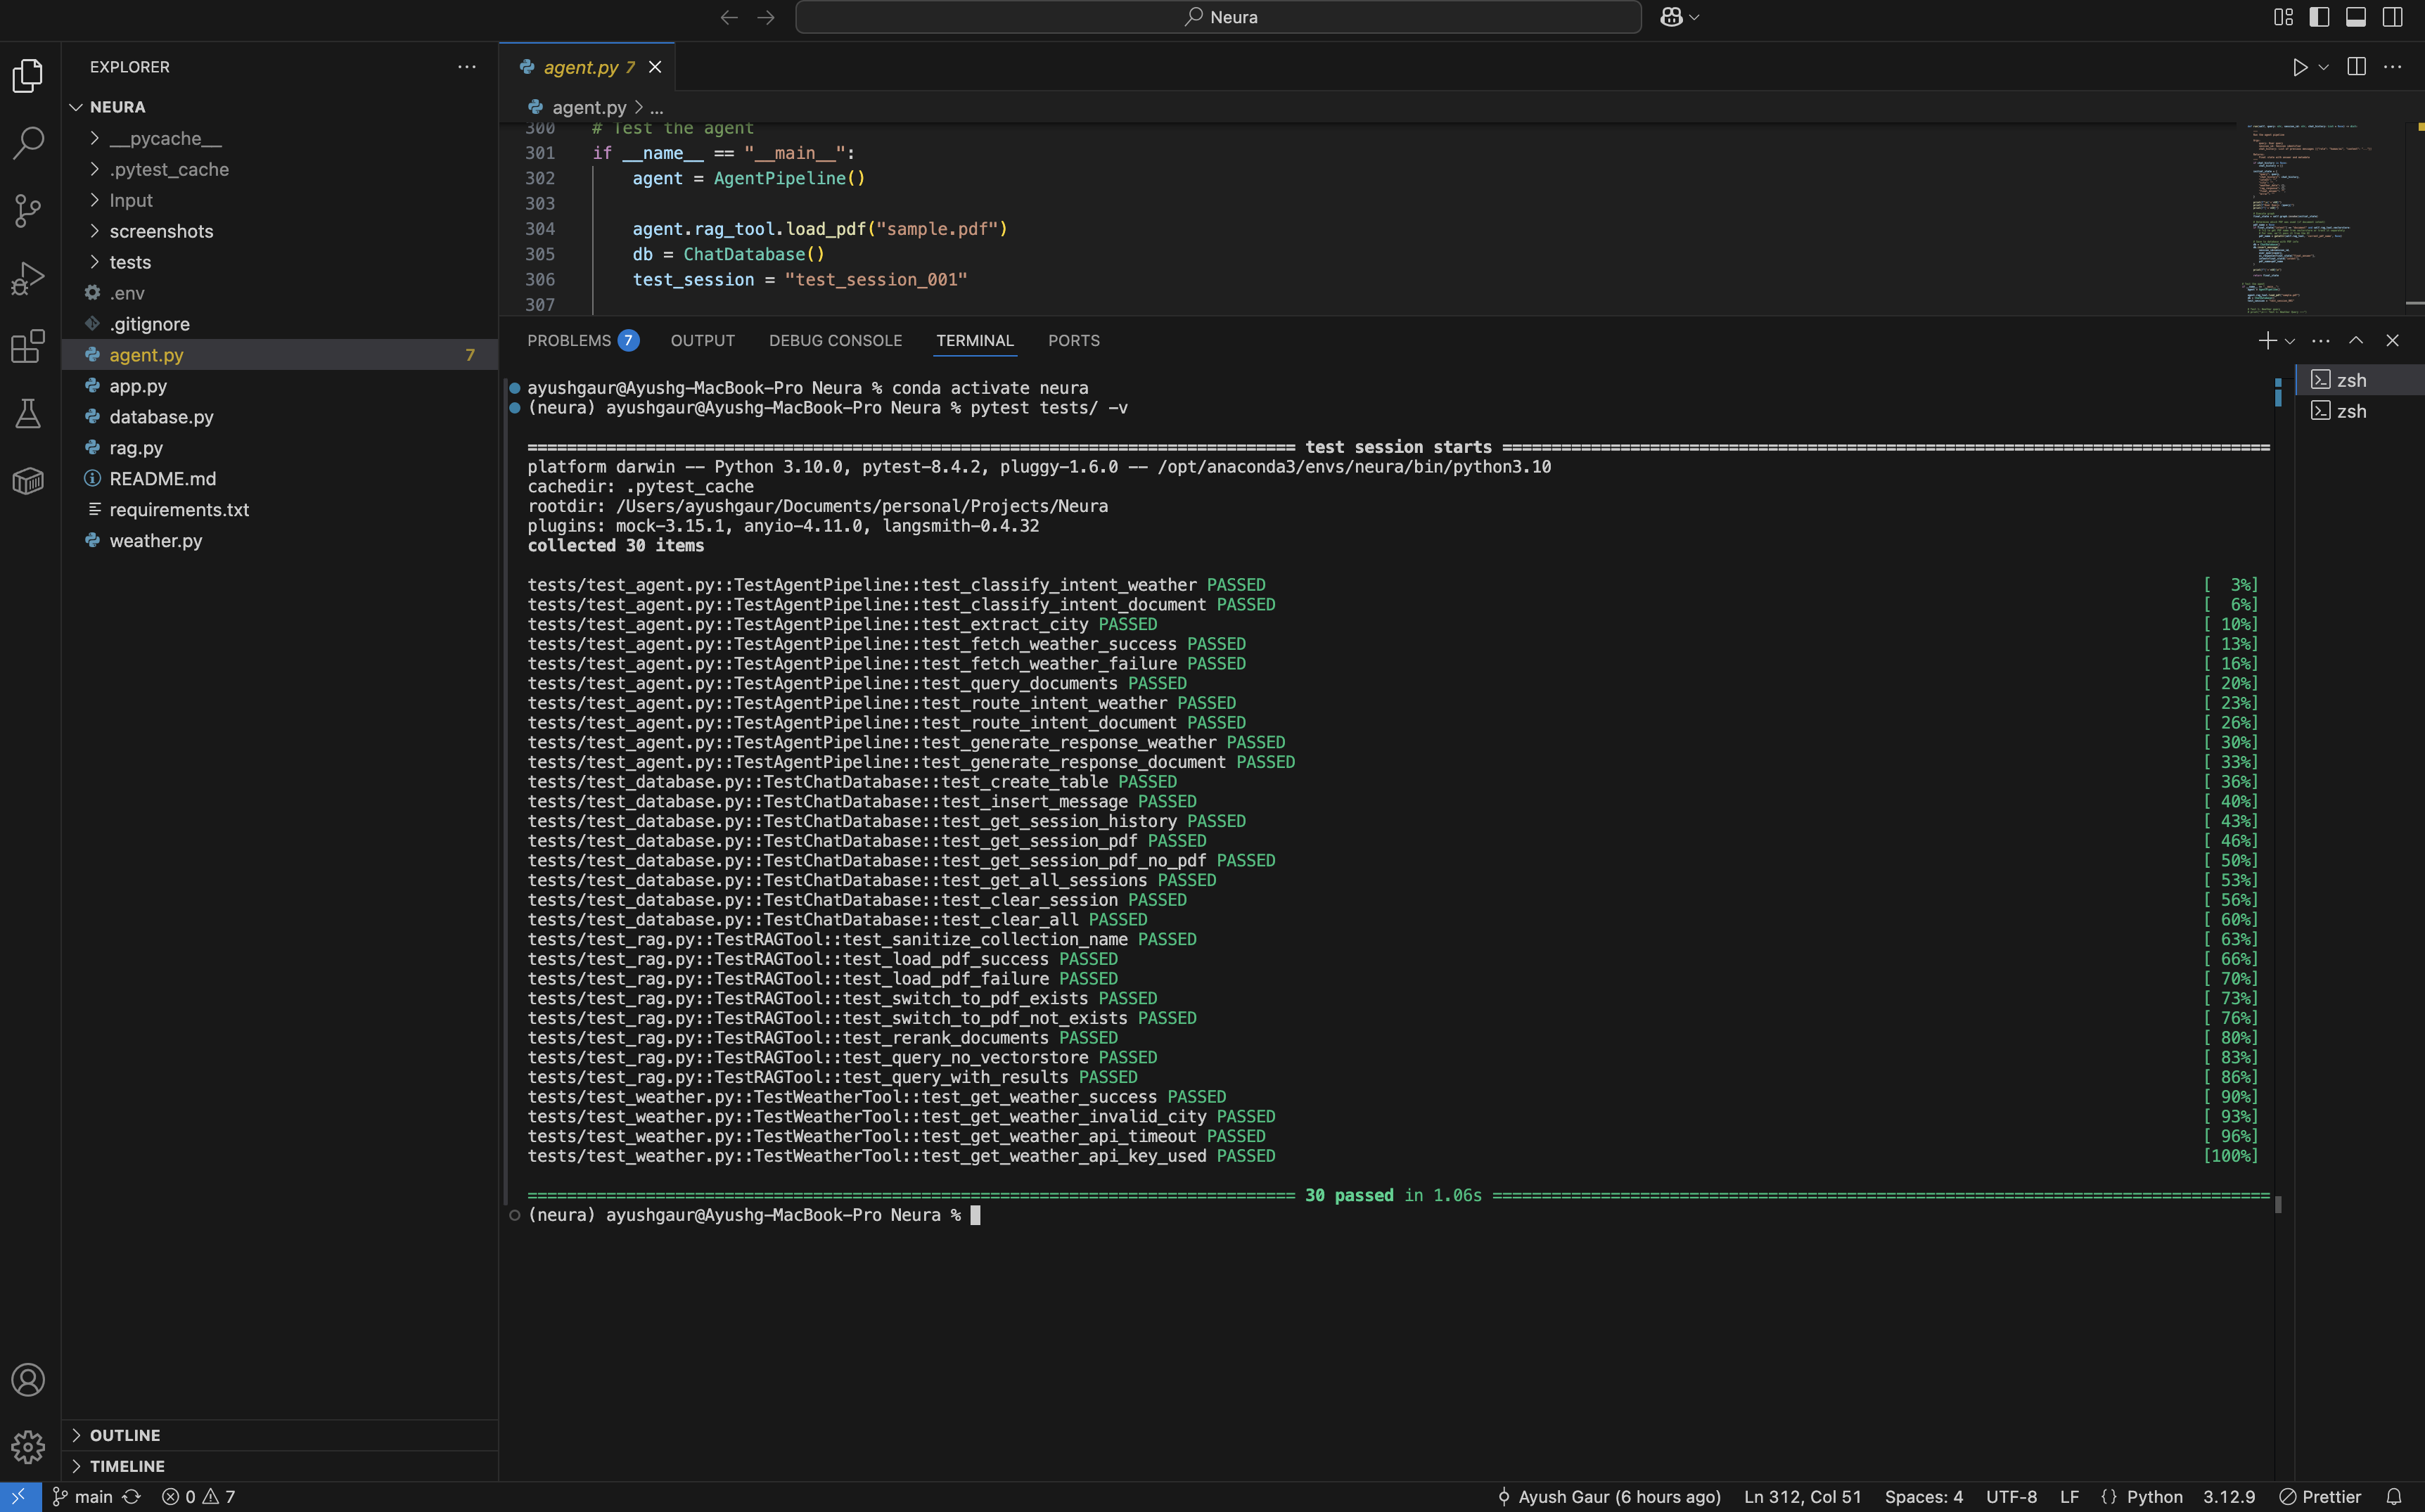 Neura
EXPLORER
NEURA
__pycache__
.pytest_cache
Input
screenshots
tests
.env
.gitignore
agent.py 7
app.py
database.py
rag.py
README.md
requirements.txt
weather.py
OUTLINE
TIMELINE
agent.py 7
agent.py > ...
300 # Test the agent
301 if __name__ == "__main__":
302 agent = AgentPipeline()
303
304 agent.rag_tool.load_pdf("sample.pdf")
305 db = ChatDatabase()
306 test_session = "test_session_001"
307
PROBLEMS 7 OUTPUT DEBUG CONSOLE TERMINAL PORTS
zsh
zsh
ayushgaur@Ayushg-MacBook-Pro Neura % conda activate neura
(neura) ayushgaur@Ayushg-MacBook-Pro Neura % pytest tests/ -v
============================== test session starts ==============================
platform darwin -- Python 3.10.0, pytest-8.4.2, pluggy-1.6.0 -- /opt/anaconda3/envs/neura/bin/python3.10
cachedir: .pytest_cache
rootdir: /Users/ayushgaur/Documents/personal/Projects/Neura
plugins: mock-3.15.1, anyio-4.11.0, langsmith-0.4.32
collected 30 items
tests/test_agent.py::TestAgentPipeline::test_classify_intent_weather PASSED [ 3%]
tests/test_agent.py::TestAgentPipeline::test_classify_intent_document PASSED [ 6%]
tests/test_agent.py::TestAgentPipeline::test_extract_city PASSED [ 10%]
tests/test_agent.py::TestAgentPipeline::test_fetch_weather_success PASSED [ 13%]
tests/test_agent.py::TestAgentPipeline::test_fetch_weather_failure PASSED [ 16%]
tests/test_agent.py::TestAgentPipeline::test_query_documents PASSED [ 20%]
tests/test_agent.py::TestAgentPipeline::test_route_intent_weather PASSED [ 23%]
tests/test_agent.py::TestAgentPipeline::test_route_intent_document PASSED [ 26%]
tests/test_agent.py::TestAgentPipeline::test_generate_response_weather PASSED [ 30%]
tests/test_agent.py::TestAgentPipeline::test_generate_response_document PASSED [ 33%]
tests/test_database.py::TestChatDatabase::test_create_table PASSED [ 36%]
tests/test_database.py::TestChatDatabase::test_insert_message PASSED [ 40%]
tests/test_database.py::TestChatDatabase::test_get_session_history PASSED [ 43%]
tests/test_database.py::TestChatDatabase::test_get_session_pdf PASSED [ 46%]
tests/test_database.py::TestChatDatabase::test_get_session_pdf_no_pdf PASSED [ 50%]
tests/test_database.py::TestChatDatabase::test_get_all_sessions PASSED [ 53%]
tests/test_database.py::TestChatDatabase::test_clear_session PASSED [ 56%]
tests/test_database.py::TestChatDatabase::test_clear_all PASSED [ 60%]
tests/test_rag.py::TestRAGTool::test_sanitize_collection_name PASSED [ 63%]
tests/test_rag.py::TestRAGTool::test_load_pdf_success PASSED [ 66%]
tests/test_rag.py::TestRAGTool::test_load_pdf_failure PASSED [ 70%]
tests/test_rag.py::TestRAGTool::test_switch_to_pdf_exists PASSED [ 73%]
tests/test_rag.py::TestRAGTool::test_switch_to_pdf_not_exists PASSED [ 76%]
tests/test_rag.py::TestRAGTool::test_rerank_documents PASSED [ 80%]
tests/test_rag.py::TestRAGTool::test_query_no_vectorstore PASSED [ 83%]
tests/test_rag.py::TestRAGTool::test_query_with_results PASSED [ 86%]
tests/test_weather.py::TestWeatherTool::test_get_weather_success PASSED [ 90%]
tests/test_weather.py::TestWeatherTool::test_get_weather_invalid_city PASSED [ 93%]
tests/test_weather.py::TestWeatherTool::test_get_weather_api_timeout PASSED [ 96%]
tests/test_weather.py::TestWeatherTool::test_get_weather_api_key_used PASSED [100%]
============================== 30 passed in 1.06s ==============================
(neura) ayushgaur@Ayushg-MacBook-Pro Neura %
main 0 7 Ayush Gaur (6 hours ago) Ln 312, Col 51 Spaces: 4 UTF-8 LF {} Python 3.12.9 Prettier